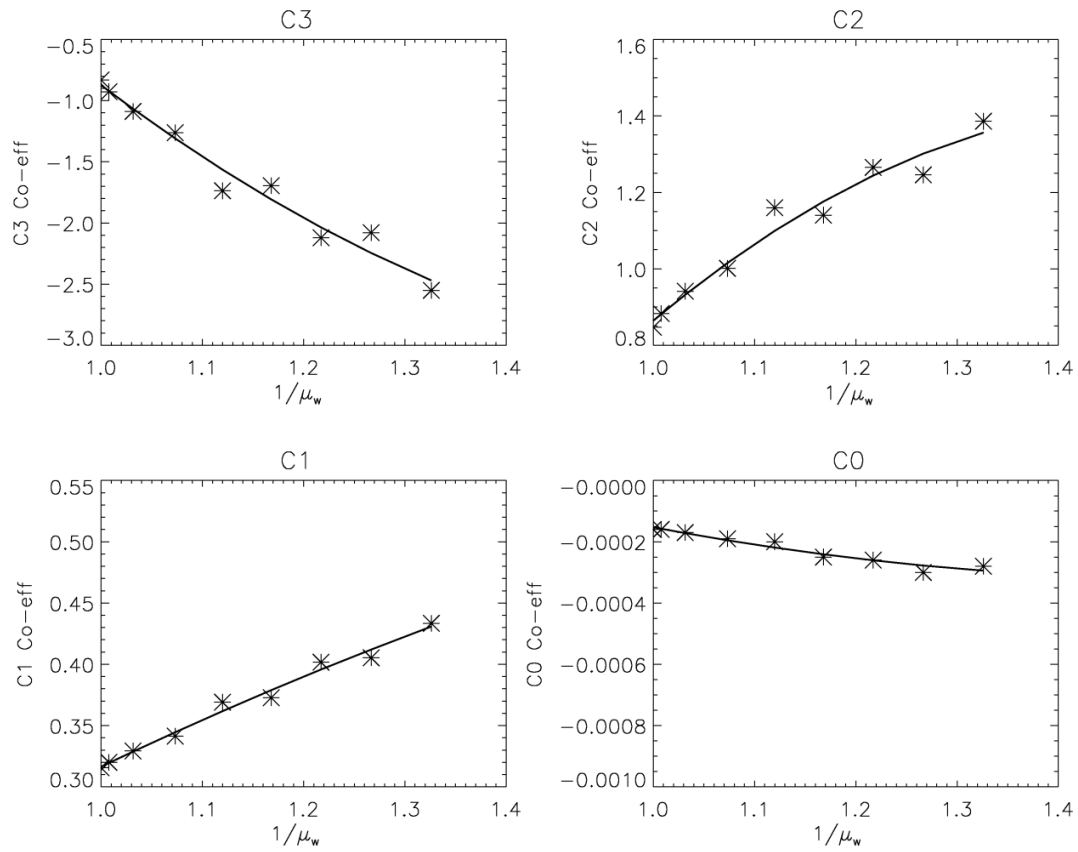 C3
C3 Co-eff
-0.5
-1.0
-1.5
-2.0
-2.5
-3.0
1.0 1.1 1.2 1.3 1.4
1/μw
C2
C2 Co-eff
1.6
1.4
1.2
1.0
0.8
1.0 1.1 1.2 1.3 1.4
1/μw
C1
C1 Co-eff
0.55
0.50
0.45
0.40
0.35
0.30
1.0 1.1 1.2 1.3 1.4
1/μw
C0
C0 Co-eff
-0.0000
-0.0002
-0.0004
-0.0006
-0.0008
-0.0010
1.0 1.1 1.2 1.3 1.4
1/μw